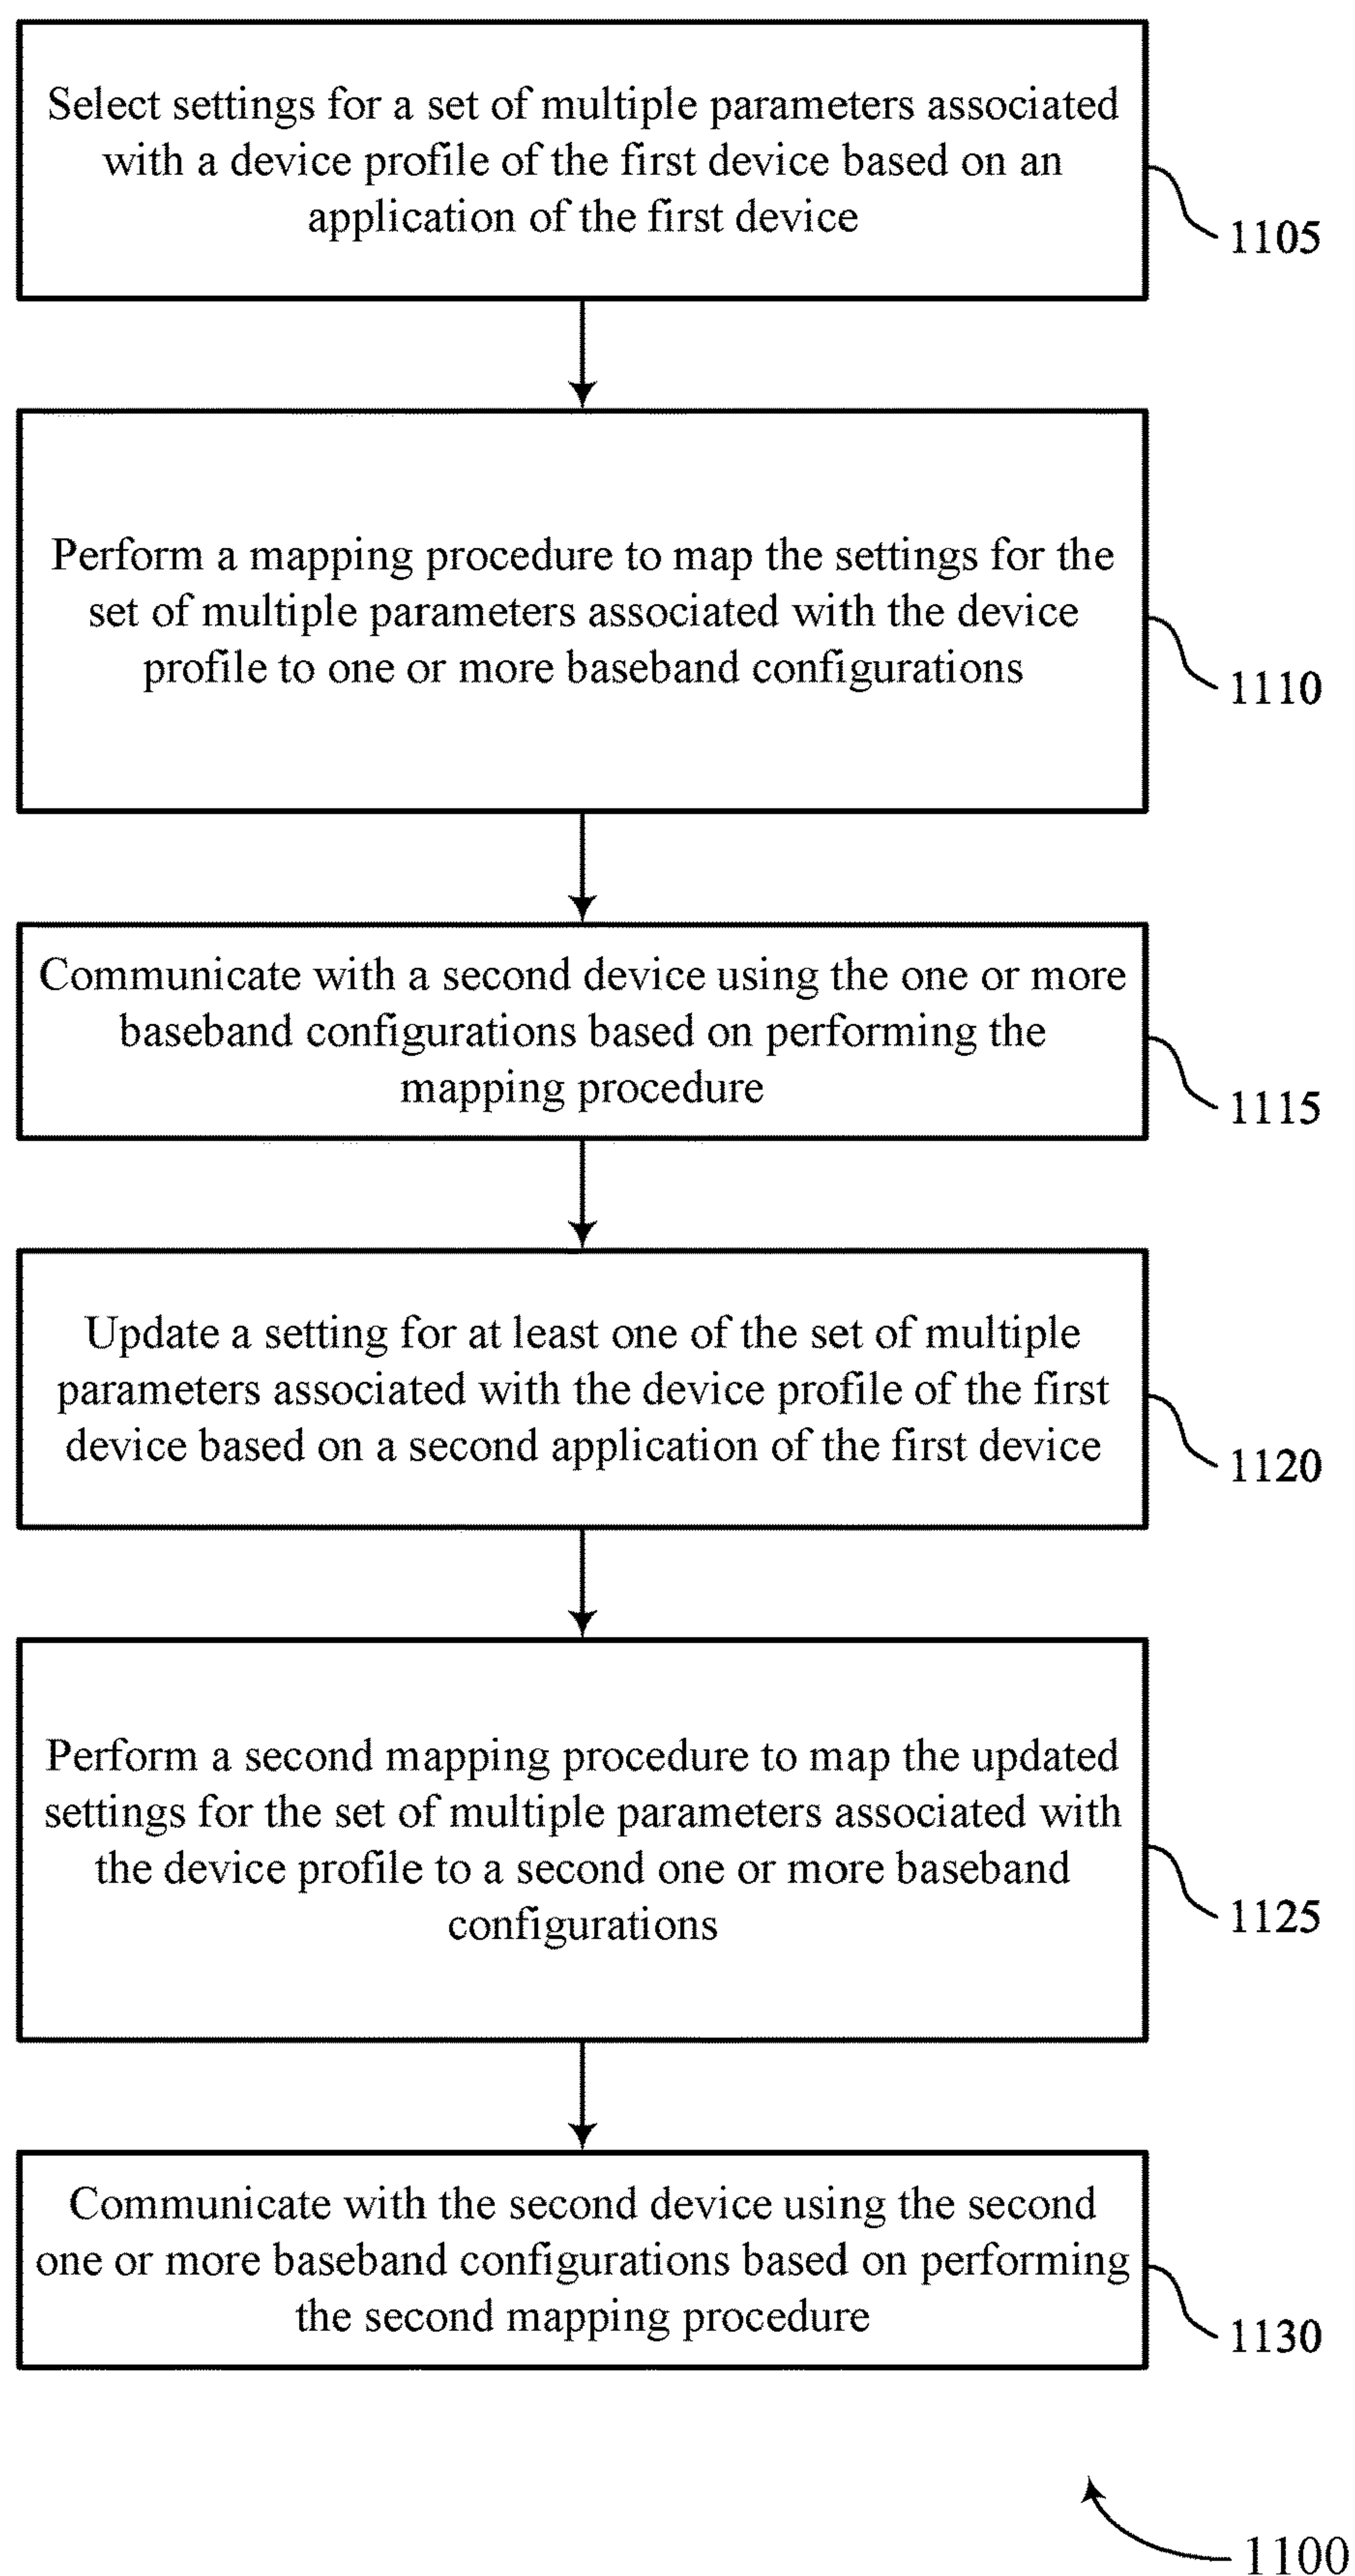 Select settings for a set of multiple parameters associated
with a device profile of the first device based on an
application of the first device
1105
Perform a mapping procedure to map the settings for the
set of multiple parameters associated with the device
profile to one or more baseband configurations
1110
Communicate with a second device using the one or more
baseband configurations based on performing the
mapping procedure
1115
Update a setting for at least one of the set of multiple
parameters associated with the device profile of the first
device based on a second application of the first device
1120
Perform a second mapping procedure to map the updated
settings for the set of multiple parameters associated with
the device profile to a second one or more baseband
configurations
1125
Communicate with the second device using the second
one or more baseband configurations based on performing
the second mapping procedure
1130
1100